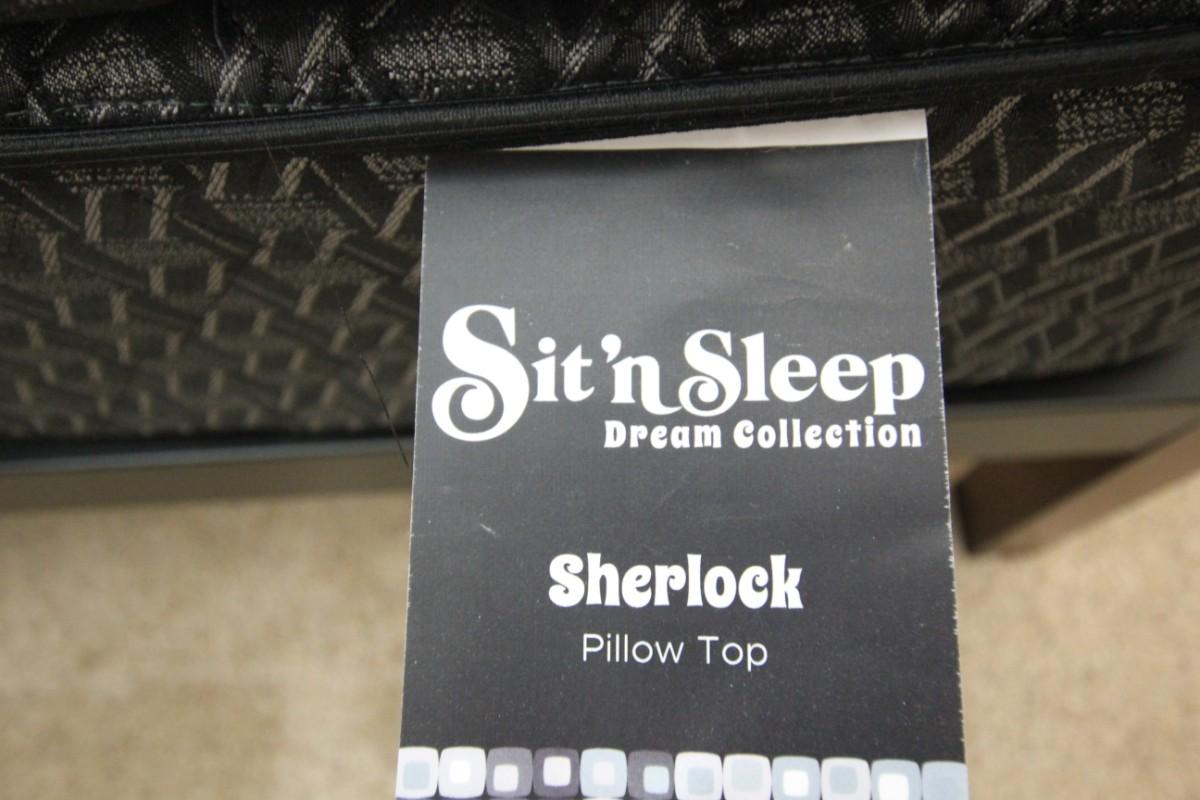 Sit'n Sleep
Dream Collection
Sherlock
Pillow Top